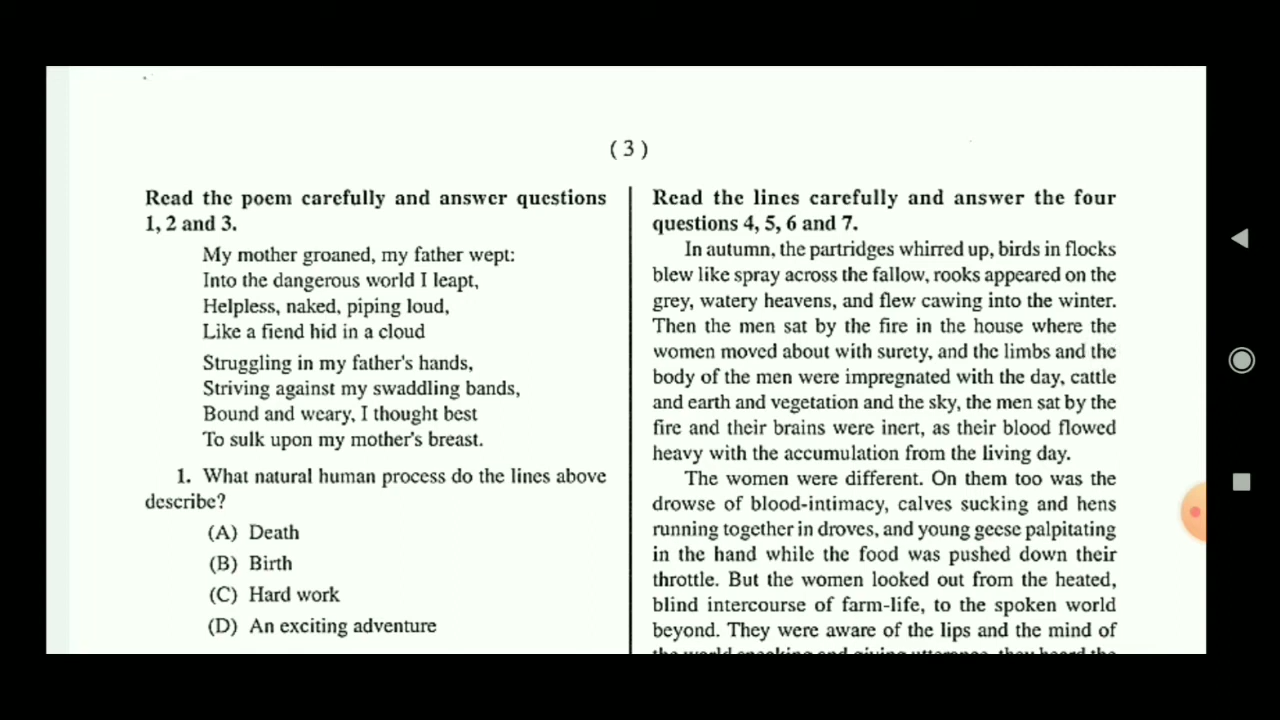 ( 3 )
Read the poem carefully and answer questions
1, 2 and 3.
My mother groaned, my father wept:
Into the dangerous world I leapt,
Helpless, naked, piping loud,
Like a fiend hid in a cloud
Struggling in my father's hands,
Striving against my swaddling bands,
Bound and weary, I thought best
To sulk upon my mother's breast.
1. What natural human process do the lines above
describe?
(A) Death
(B) Birth
(C) Hard work
(D) An exciting adventure
Read the lines carefully and answer the four
questions 4, 5, 6 and 7.
In autumn, the partridges whirred up, birds in flocks
blew like spray across the fallow, rooks appeared on the
grey, watery heavens, and flew cawing into the winter.
Then the men sat by the fire in the house where the
women moved about with surety, and the limbs and the
body of the men were impregnated with the day, cattle
and earth and vegetation and the sky, the men sat by the
fire and their brains were inert, as their blood flowed
heavy with the accumulation from the living day.
The women were different. On them too was the
drowse of blood-intimacy, calves sucking and hens
running together in droves, and young geese palpitating
in the hand while the food was pushed down their
throttle. But the women looked out from the heated,
blind intercourse of farm-life, to the spoken world
beyond. They were aware of the lips and the mind of
the world speaking and giving utterance, they heard the